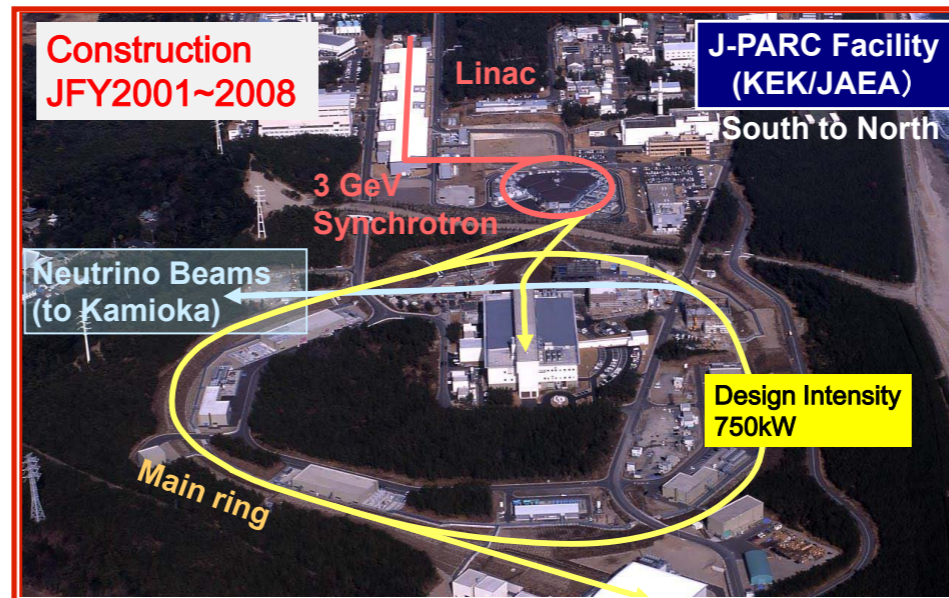 Construction
JFY2001~2008
Linac
J-PARC Facility
(KEK/JAEA）
South to North
3 GeV
Synchrotron
Neutrino Beams
(to Kamioka)
Design Intensity
750kW
Main ring